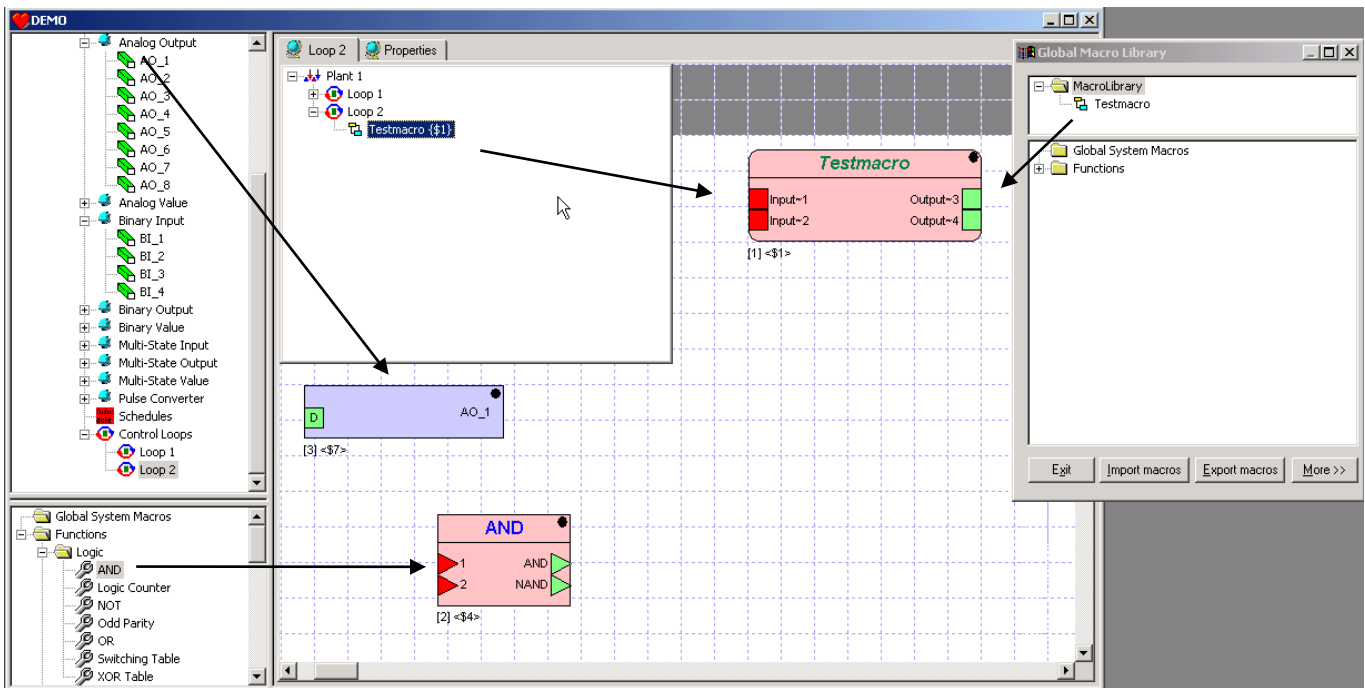 DEMO
Analog Output
AO_1
AO_2
AO_3
AO_4
AO_5
AO_6
AO_7
AO_8
Analog Value
Binary Input
BI_1
BI_2
BI_3
BI_4
Binary Output
Binary Value
Multi-State Input
Multi-State Output
Multi-State Value
Pulse Converter
Schedules
Control Loops
Loop 1
Loop 2
Global System Macros
Functions
Logic
AND
Logic Counter
NOT
Odd Parity
OR
Switching Table
XOR Table
Loop 2 Properties
Plant 1
Loop 1
Loop 2
Testmacro {$1}
Testmacro
Input~1 Output~3
Input~2 Output~4
[1] <$1>
D AO_1
[3] <$7>
AND
1 AND
2 NAND
[2] <$4>
Global Macro Library
MacroLibrary
Testmacro
Global System Macros
Functions
Exit Import macros Export macros More >>